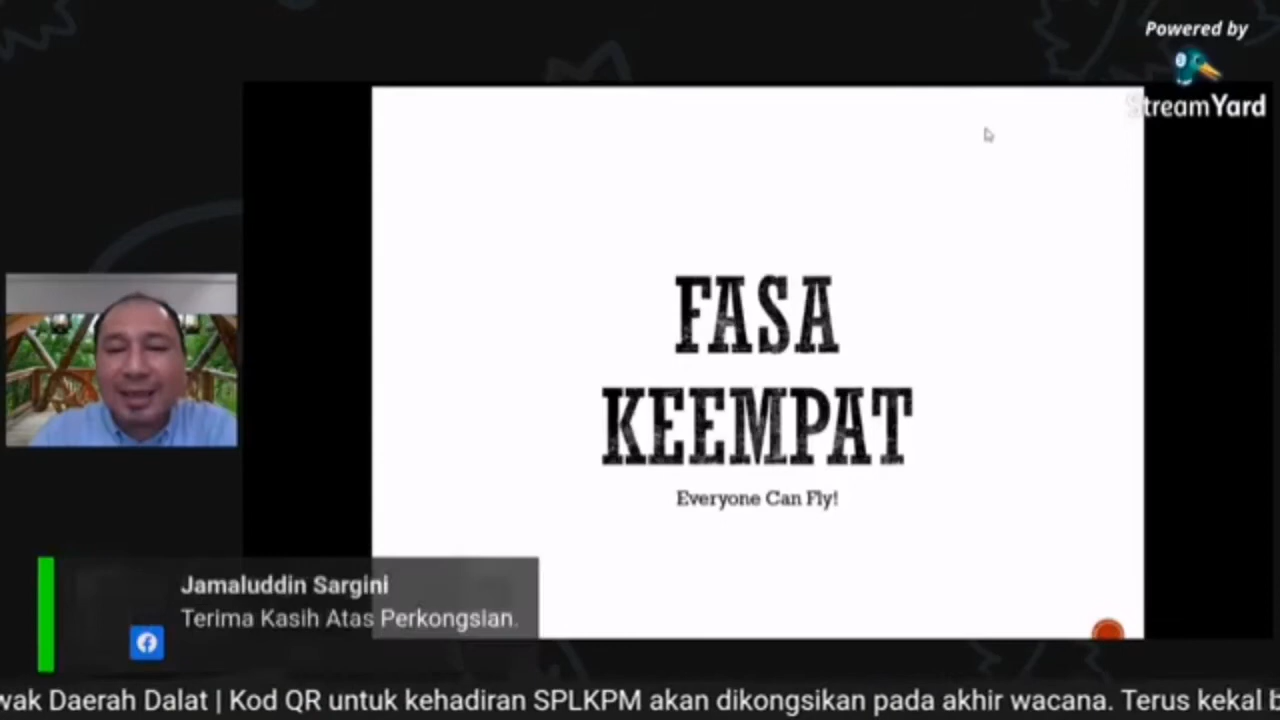 Powered by
StreamYard
FASA
KEEMPAT
Everyone Can Fly!
Jamaluddin Sargini
Terima Kasih Atas Perkongsian.
Daerah Dalat | Kod QR untuk kehadiran SPLKPM akan dikongsikan pada akhir wacana. Terus kekal